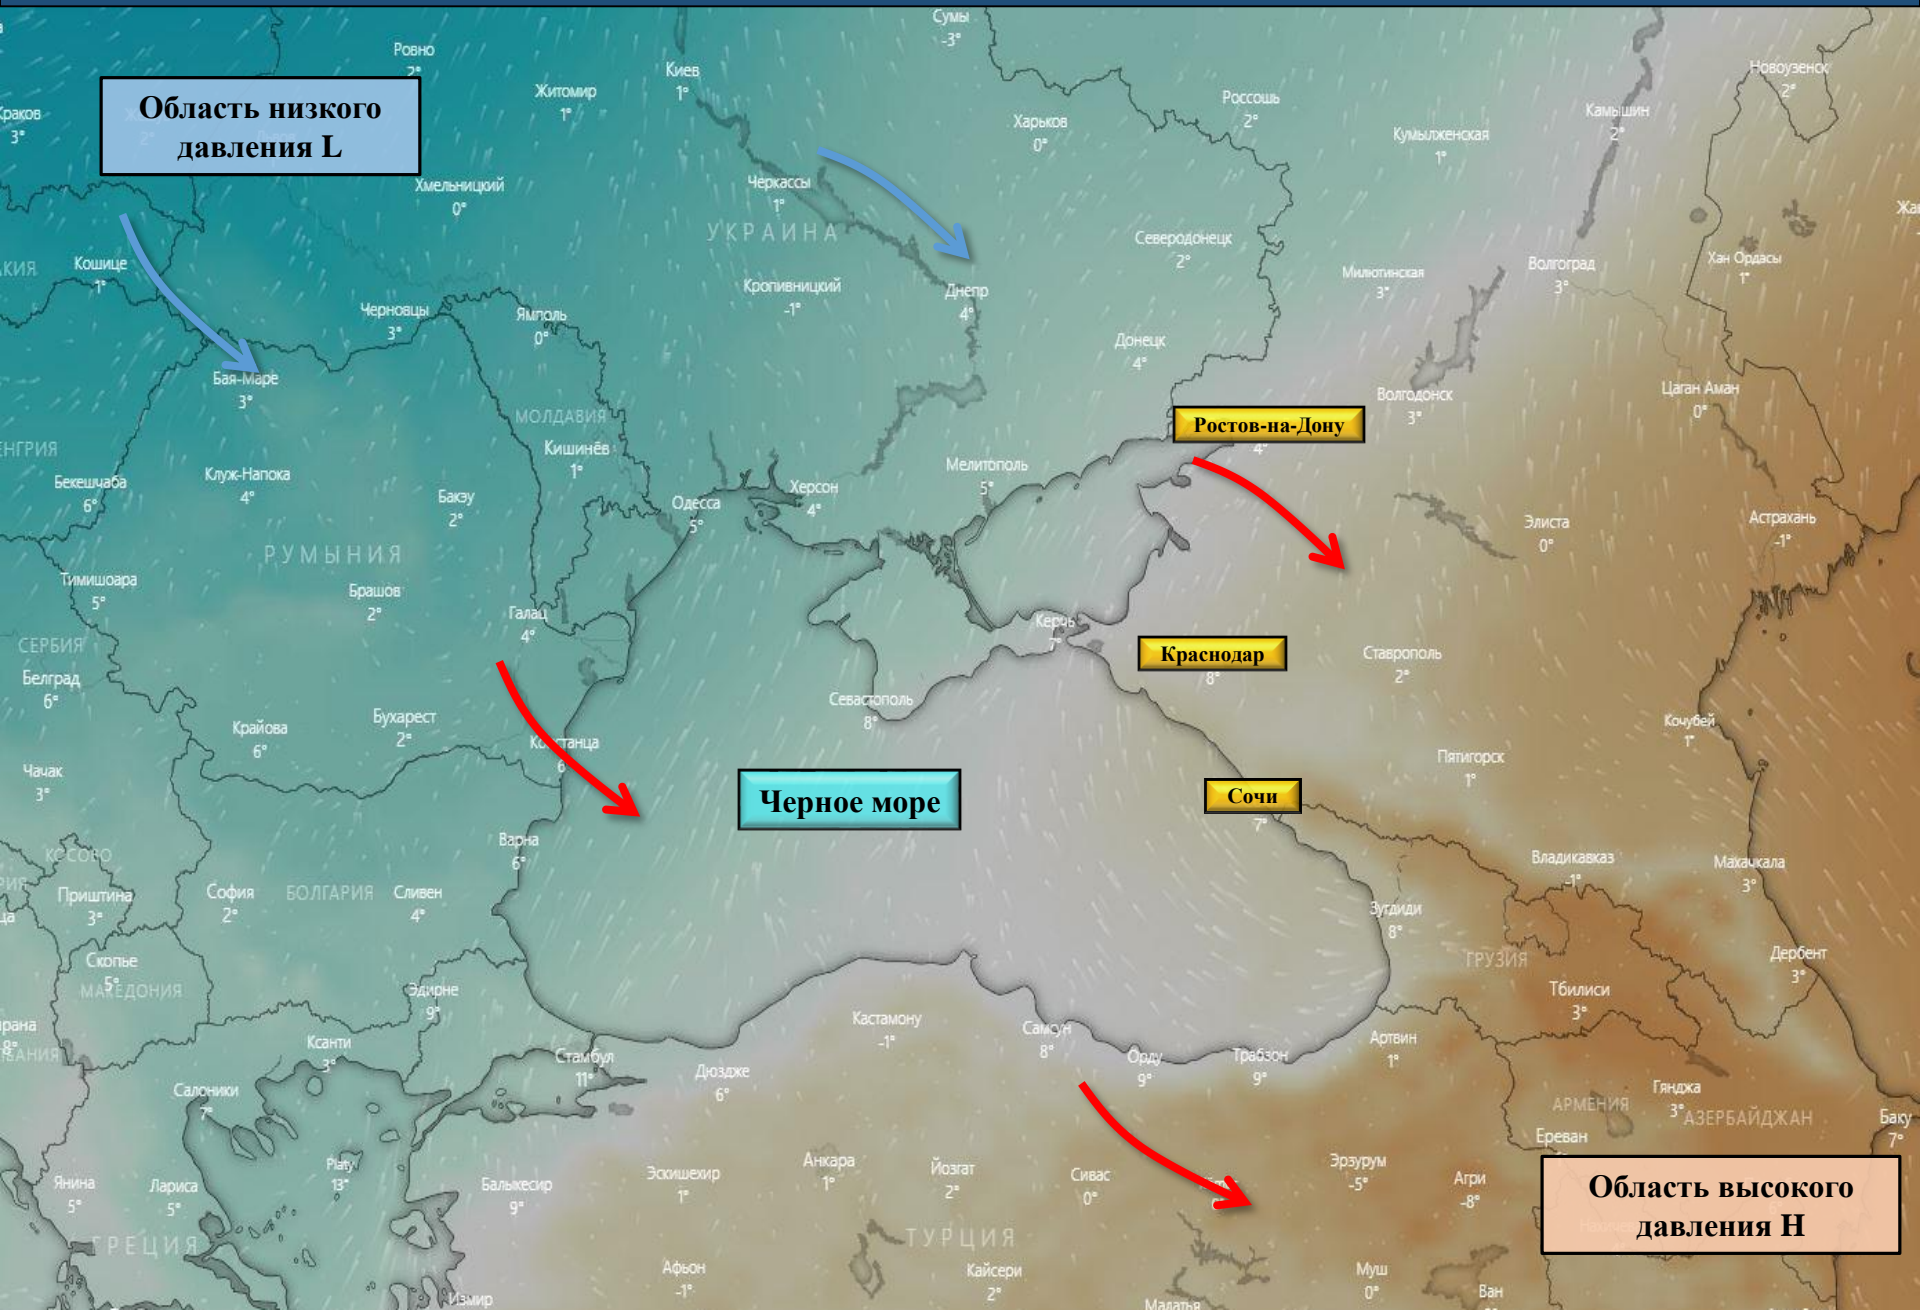 Сумы
-3°
Ровно
2°
Киев
1°
Новоузенск
2°
Житомир
1°
Россошь
2°
Камышин
2°
Краков
3°
Область низкого
давления L
Харьков
0°
Кумылженская
1°
Хмельницкий
0°
Черкассы
1°
УКРАИНА
Северодонецк
2°
Кошице
1°
Милютинская
3°
Волгоград
3°
Хан Ордасы
1°
Кропивницкий
-1°
Днепр
4°
Черновцы
3°
Ямполь
0°
Донецк
4°
Бая-Маре
3°
Волгодонск
3°
Цаган Аман
0°
МОЛДАВИЯ
Ростов-на-Дону
4°
Кишинёв
1°
Клуж-Напока
4°
Бекешчаба
6°
Бакэу
2°
Одесса
5°
Херсон
4°
Мелитополь
5°
Элиста
0°
Астрахань
-1°
РУМЫНИЯ
Тимишоара
5°
Брашов
2°
Галац
4°
Керчь
7°
СЕРБИЯ
Белград
6°
Краснодар
8°
Ставрополь
2°
Севастополь
8°
Крайова
6°
Бухарест
2°
Констанца
6
Кочубей
1°
Чачак
3°
Пятигорск
1°
Черное море
Сочи
7°
Варна
6°
КОСОВО
Владикавказ
-1°
Махачкала
3°
Приштина
3°
София
2°
БОЛГАРИЯ
Сливен
4°
Зугдиди
8°
Скопье
5°
МАКЕДОНИЯ
ГРУЗИЯ
Дербент
3°
Эдирне
9°
Тбилиси
3°
Кастамону
-1°
Самсун
8°
Ксанти
3°
Стамбул
11°
Орду
9°
Трабзон
9°
Артвин
1°
Дюздже
6°
Салоники
7°
Гянджа
3°
АРМЕНИЯ
АЗЕРБАЙДЖАН
Баку
7°
Ереван
Янина
5°
Лариса
5°
Platy
13°
Балыкесир
9°
Эскишехир
1°
Анкара
1°
Йозгат
2°
Сивас
0°
Эрзурум
-5°
Агри
-8°
Область высокого
давления H
ГРЕЦИЯ
ТУРЦИЯ
Афьон
-1°
Кайсери
2°
Муш
0°
Ван
Измир
Малатья